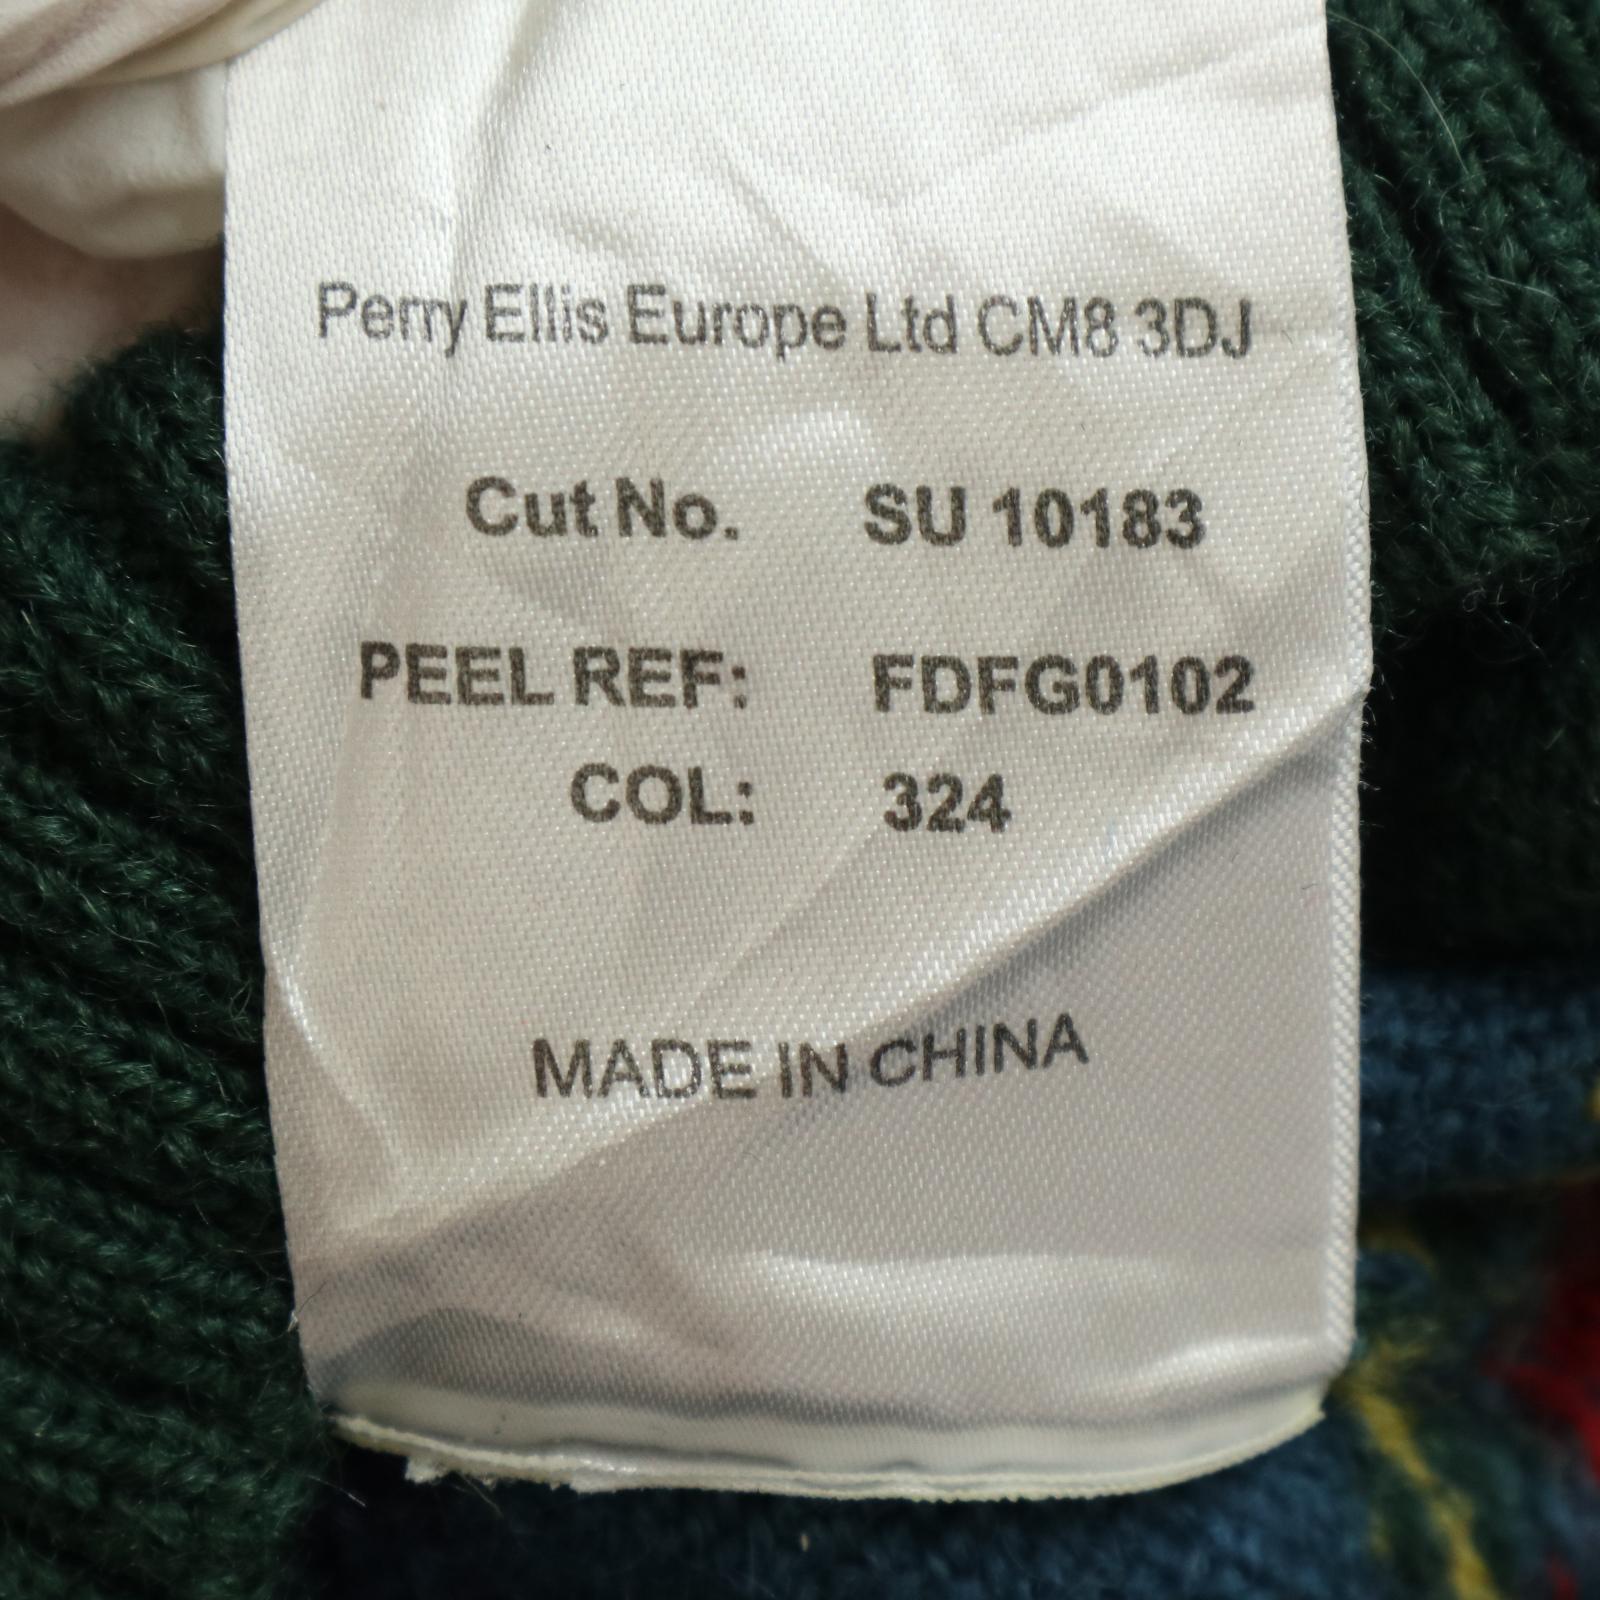 Perry Ellis Europe Ltd CM8 3DJ
Cut No. SU 10183
PEEL REF: FDFG0102
COL: 324
MADE IN CHINA